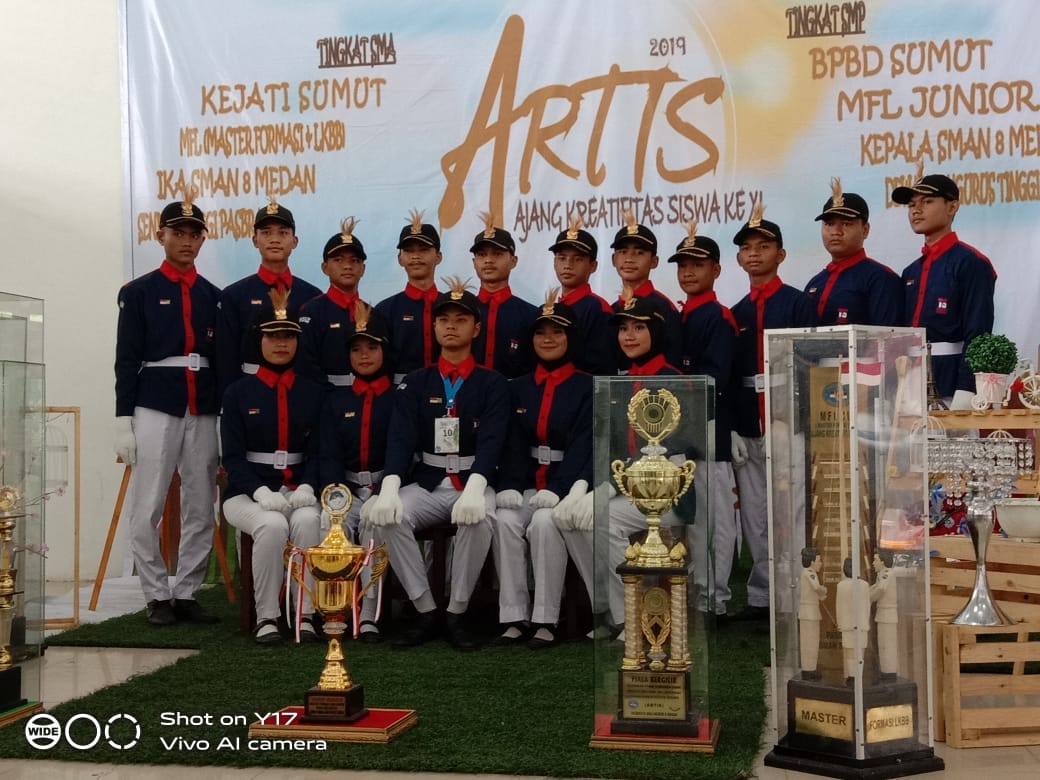 TINGKAT SMA
KEJATI SUMUT
MFL (MASTER FORMASI & LKBB)
IKA SMAN 8 MEDAN
2019
ARTIS
AJANG KREATIFITAS SISWA KE XI
TINGKAT SMP
BPBD SUMUT
MFL JUNIOR
KEPALA SMAN 8 ME
TINGGI
10
PIALA BERGILIR
(ARTIS)
MASTER
FORMASI LKBB
WIDE
Shot on Y17
Vivo AI camera